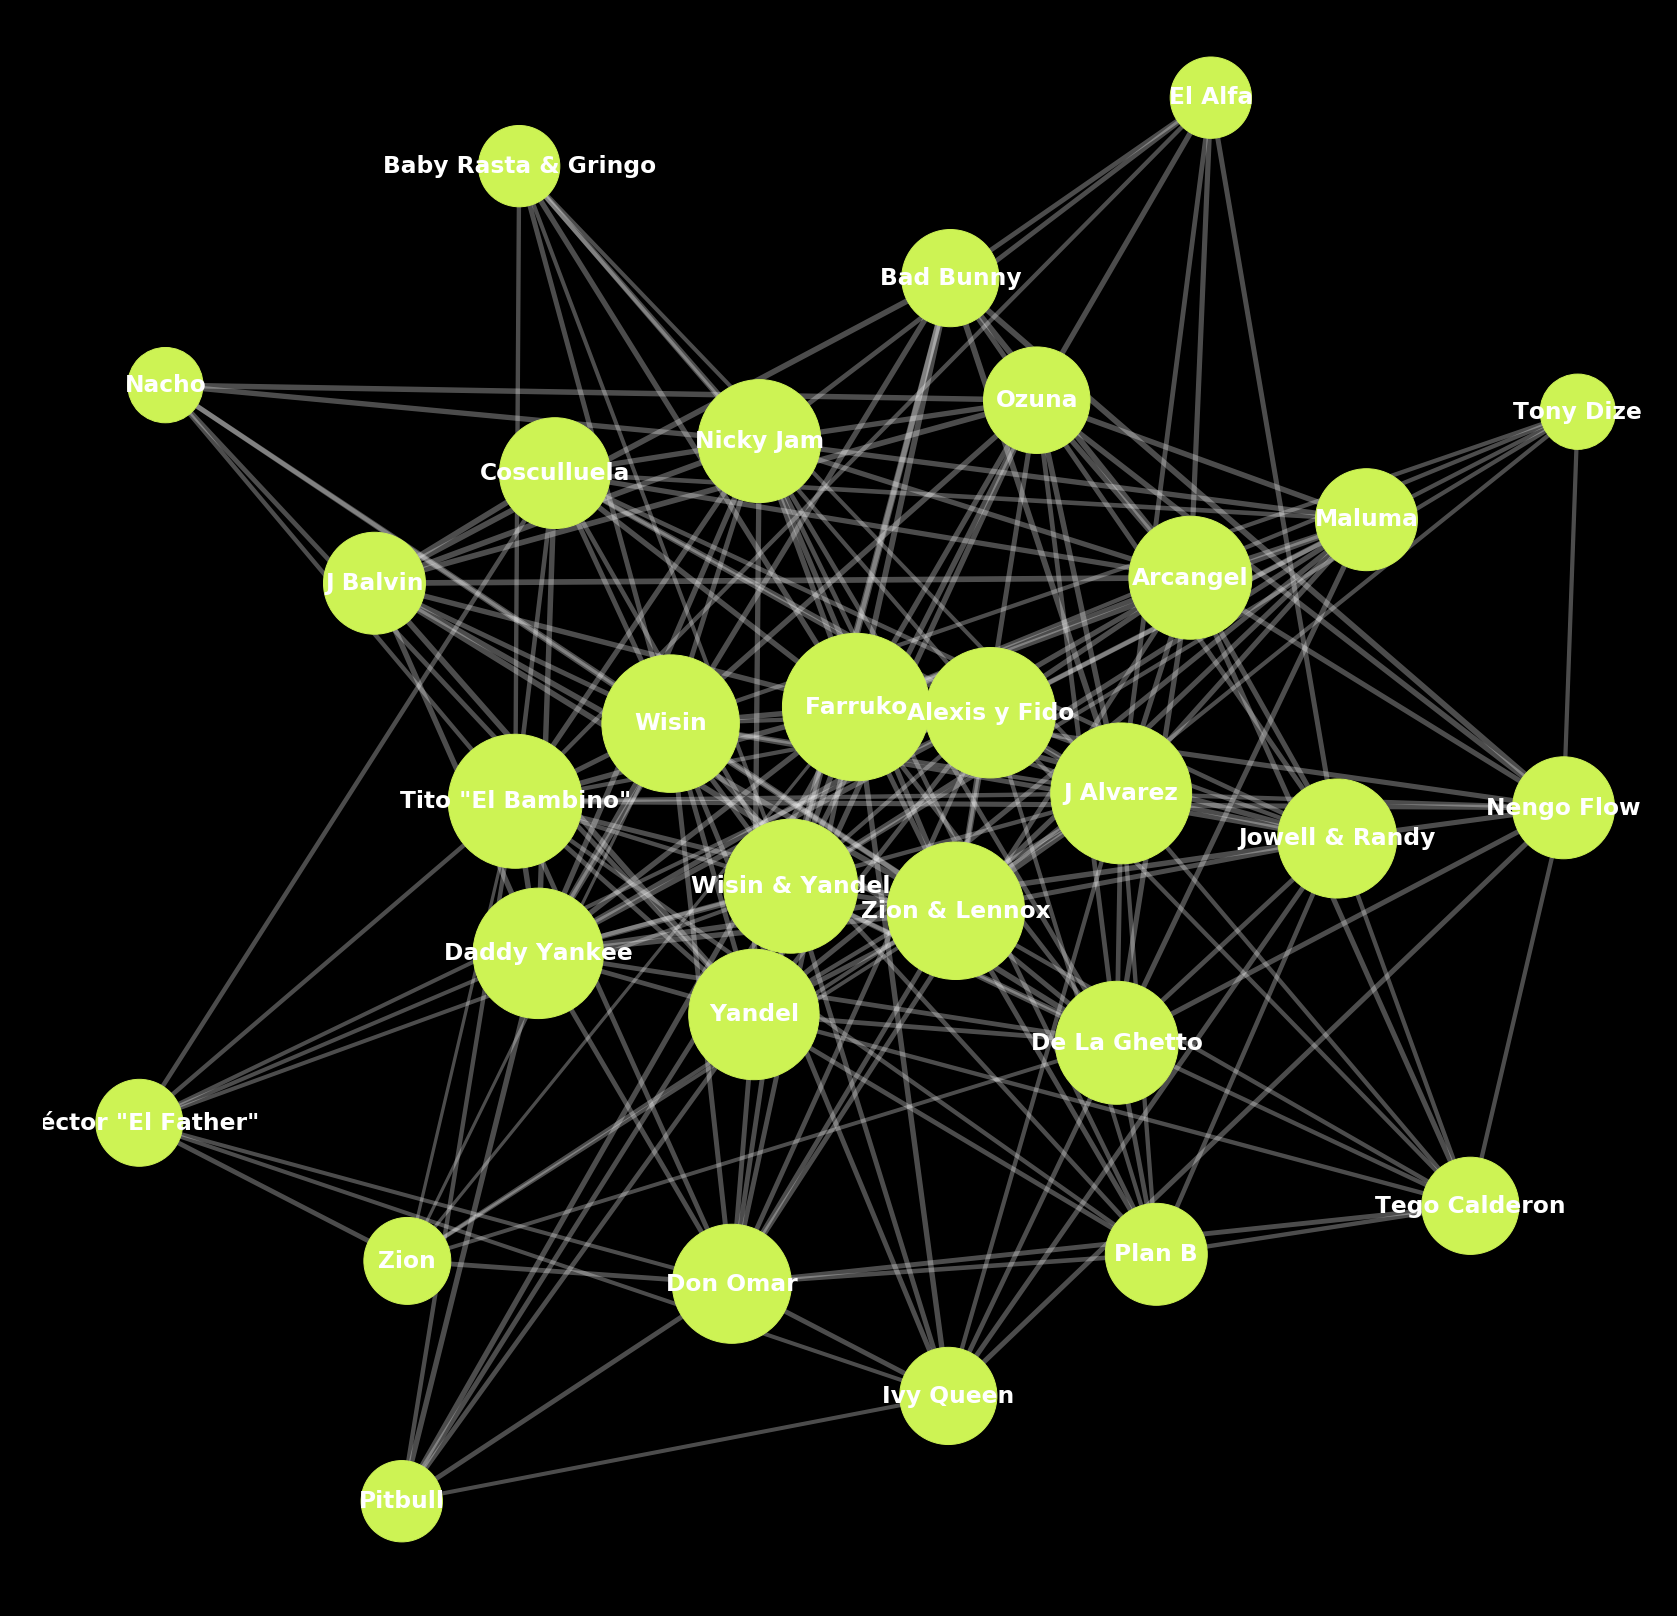 El Alfa
Baby Rasta & Gringo
Bad Bunny
Nacho
Ozuna
Tony Dize
Nicky Jam
Cosculluela
Maluma
J Balvin
Arcangel
Farruko
Alexis y Fido
Wisin
J Alvarez
Tito "El Bambino"
Nengo Flow
Jowell & Randy
Wisin & Yandel
Zion & Lennox
Daddy Yankee
Yandel
De La Ghetto
éctor "El Father"
Tego Calderon
Plan B
Zion
Don Omar
Ivy Queen
Pitbull